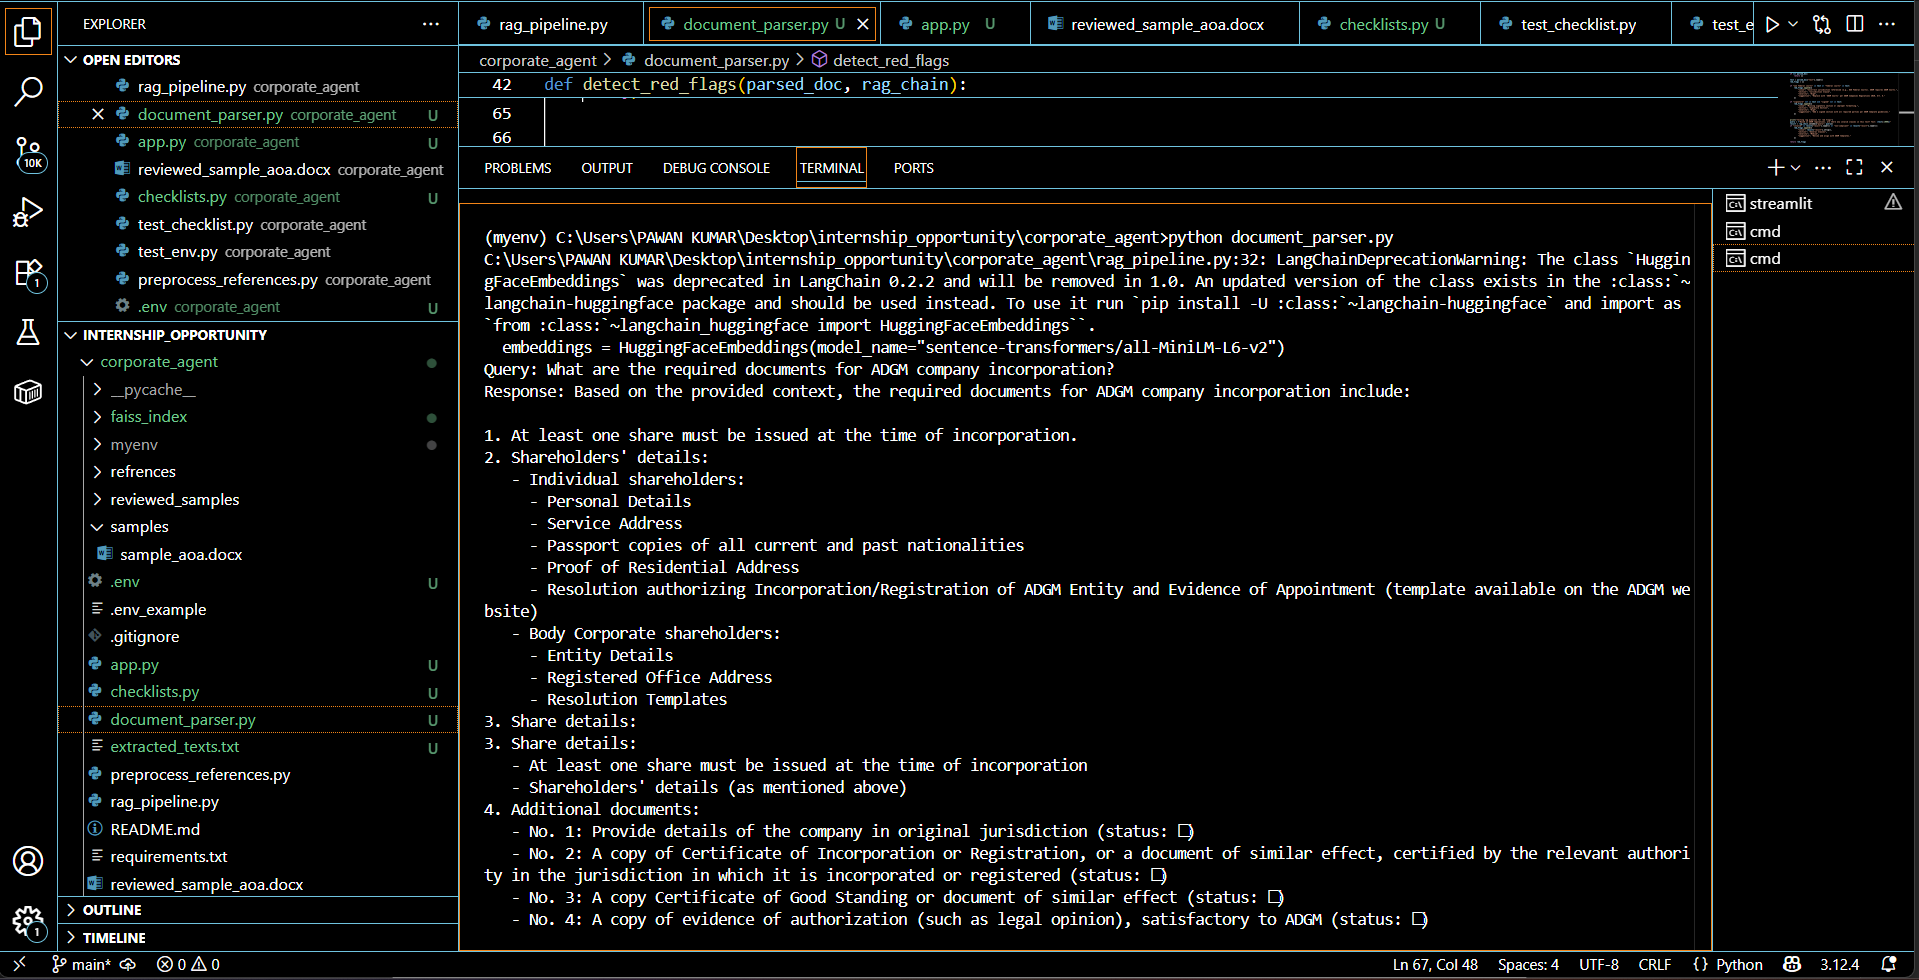 EXPLORER
OPEN EDITORS
rag_pipeline.py corporate_agent
document_parser.py corporate_agent U
app.py corporate_agent U
reviewed_sample_aoa.docx corporate_agent
checklists.py corporate_agent U
test_checklist.py corporate_agent
test_env.py corporate_agent
preprocess_references.py corporate_agent
.env corporate_agent U
INTERNSHIP_OPPORTUNITY
corporate_agent
__pycache__
faiss_index
myenv
refrences
reviewed_samples
samples
sample_aoa.docx
.env U
.env_example
.gitignore
app.py U
checklists.py U
document_parser.py U
extracted_texts.txt U
preprocess_references.py
rag_pipeline.py
README.md
requirements.txt
reviewed_sample_aoa.docx
OUTLINE
TIMELINE
10K
1
1
rag_pipeline.py document_parser.py U app.py U reviewed_sample_aoa.docx checklists.py U test_checklist.py test_e
corporate_agent > document_parser.py > detect_red_flags
42 def detect_red_flags(parsed_doc, rag_chain):
65
66
PROBLEMS OUTPUT DEBUG CONSOLE TERMINAL PORTS
(myenv) C:\Users\PAWAN KUMAR\Desktop\internship_opportunity\corporate_agent>python document_parser.py
C:\Users\PAWAN KUMAR\Desktop\internship_opportunity\corporate_agent\rag_pipeline.py:32: LangChainDeprecationWarning: The class `Huggin
gFaceEmbeddings` was deprecated in LangChain 0.2.2 and will be removed in 1.0. An updated version of the class exists in the :class:`~
langchain-huggingface package and should be used instead. To use it run `pip install -U :class:`~langchain-huggingface` and import as
`from :class:`~langchain_huggingface import HuggingFaceEmbeddings``.
embeddings = HuggingFaceEmbeddings(model_name="sentence-transformers/all-MiniLM-L6-v2")
Query: What are the required documents for ADGM company incorporation?
Response: Based on the provided context, the required documents for ADGM company incorporation include:
1. At least one share must be issued at the time of incorporation.
2. Shareholders' details:
- Individual shareholders:
- Personal Details
- Service Address
- Passport copies of all current and past nationalities
- Proof of Residential Address
- Resolution authorizing Incorporation/Registration of ADGM Entity and Evidence of Appointment (template available on the ADGM we
bsite)
- Body Corporate shareholders:
- Entity Details
- Registered Office Address
- Resolution Templates
3. Share details:
3. Share details:
- At least one share must be issued at the time of incorporation
- Shareholders' details (as mentioned above)
4. Additional documents:
- No. 1: Provide details of the company in original jurisdiction (status: □)
- No. 2: A copy of Certificate of Incorporation or Registration, or a document of similar effect, certified by the relevant authori
ty in the jurisdiction in which it is incorporated or registered (status: □)
- No. 3: A copy Certificate of Good Standing or document of similar effect (status: □)
- No. 4: A copy of evidence of authorization (such as legal opinion), satisfactory to ADGM (status: □)
streamlit
cmd
cmd
main* 0 0 Ln 67, Col 48 Spaces: 4 UTF-8 CRLF {} Python 3.12.4